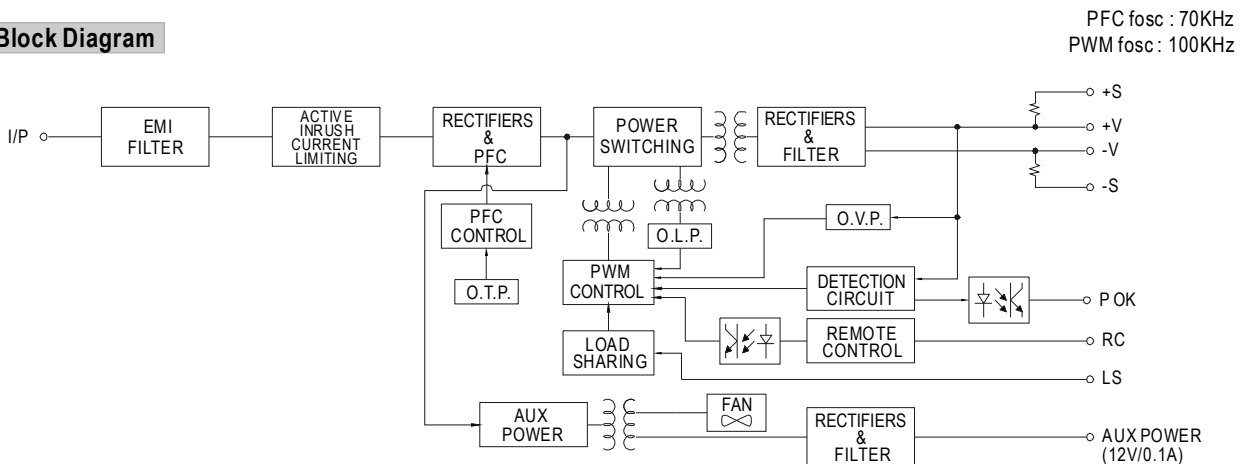 Block Diagram
PFC fosc : 70KHz
PWM fosc : 100KHz
I/P
EMI
FILTER
ACTIVE
INRUSH
CURRENT
LIMITING
RECTIFIERS
&
PFC
POWER
SWITCHING
RECTIFIERS
&
FILTER
+S
+V
-V
-S
PFC
CONTROL
O.L.P.
O.V.P.
O.T.P.
PWM
CONTROL
DETECTION
CIRCUIT
P OK
LOAD
SHARING
REMOTE
CONTROL
RC
LS
AUX
POWER
FAN
RECTIFIERS
&
FILTER
AUX POWER
(12V/0.1A)